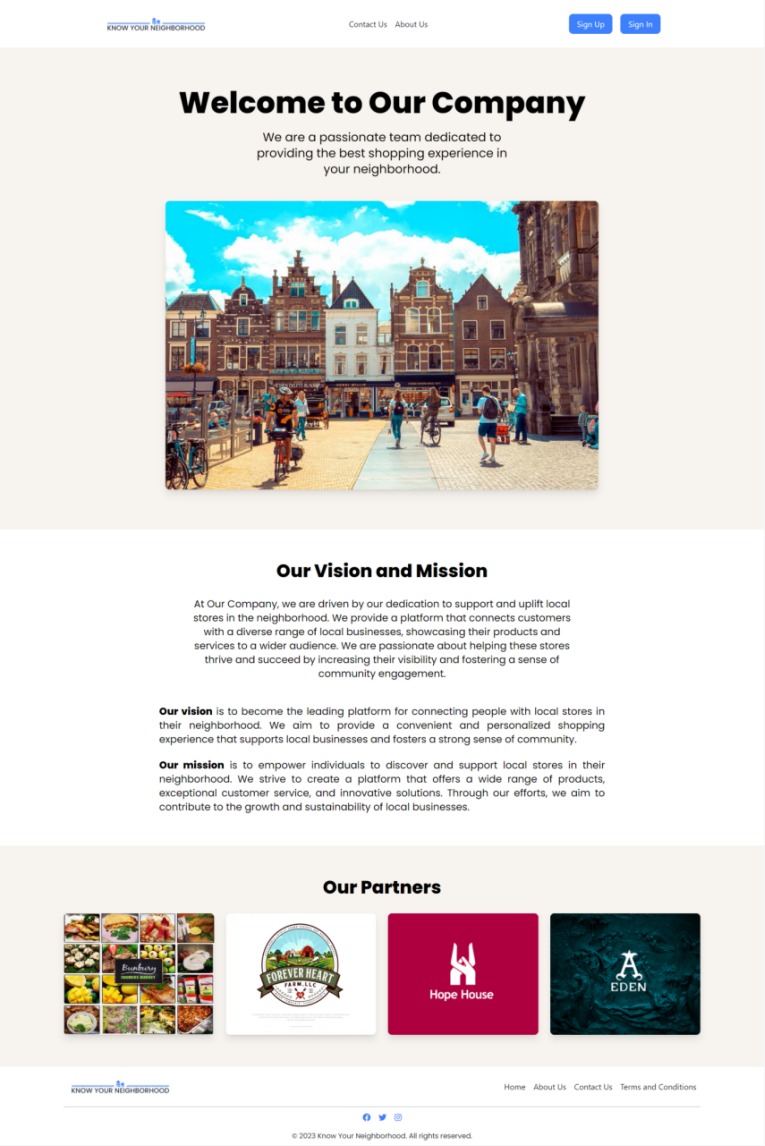 KNOW YOUR NEIGHBORHOOD
Contact Us About Us
Sign Up Sign In
Welcome to Our Company
We are a passionate team dedicated to
providing the best shopping experience in
your neighborhood.
Our Vision and Mission
At Our Company, we are driven by our dedication to support and uplift local
stores in the neighborhood. We provide a platform that connects customers
with a diverse range of local businesses, showcasing their products and
services to a wider audience. We are passionate about helping these stores
thrive and succeed by increasing their visibility and fostering a sense of
community engagement.
Our vision is to become the leading platform for connecting people with local stores in
their neighborhood. We aim to provide a convenient and personalized shopping
experience that supports local businesses and fosters a strong sense of community.
Our mission is to empower individuals to discover and support local stores in their
neighborhood. We strive to create a platform that offers a wide range of products,
exceptional customer service, and innovative solutions. Through our efforts, we aim to
contribute to the growth and sustainability of local businesses.
Our Partners
Bunbury
FARMER'S MARKET
FOREVER HEART
FARM, LLC
Hope House
A
EDEN
KNOW YOUR NEIGHBORHOOD
Home About Us Contact Us Terms and Conditions
© 2023 Know Your Neighborhood. All rights reserved.